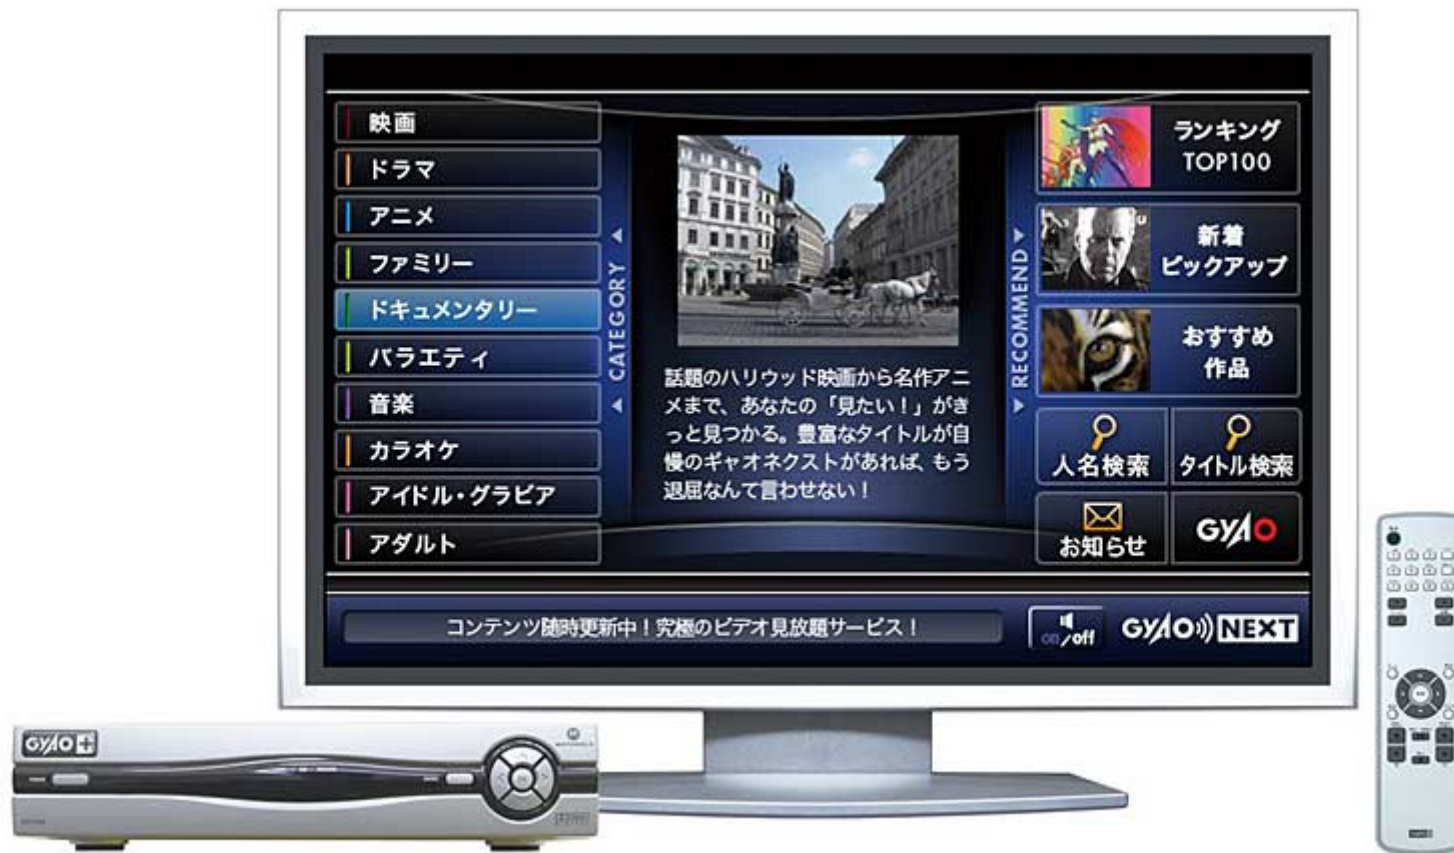 映画
ドラマ
アニメ
ファミリー
ドキュメンタリー
バラエティ
音楽
カラオケ
アイドル・グラビア
アダルト
CATEGORY
話題のハリウッド映画から名作アニ
メまで、あなたの「見たい！」がき
っと見つかる。豊富なタイトルが自
慢のギャオネクストがあれば、もう
退屈なんて言わせない！
RECOMMEND
ランキング
TOP100
新着
ピックアップ
おすすめ
作品
人名検索
タイトル検索
お知らせ
GYAO
コンテンツ随時更新中！究極のビデオ見放題サービス！
on/off
GYAO NEXT
GYAO+